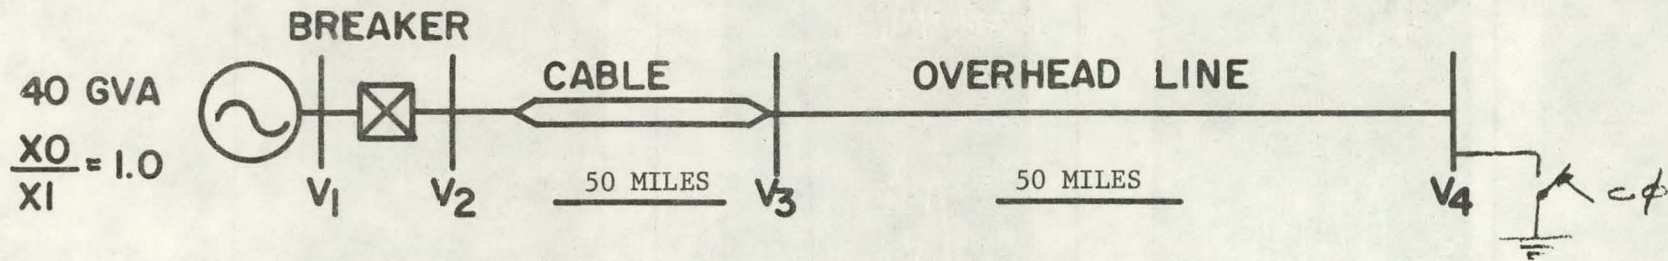 BREAKER
40 GVA
X0/X1 = 1.0
CABLE
OVERHEAD LINE
50 MILES
50 MILES
V1
V2
V3
V4
cφ